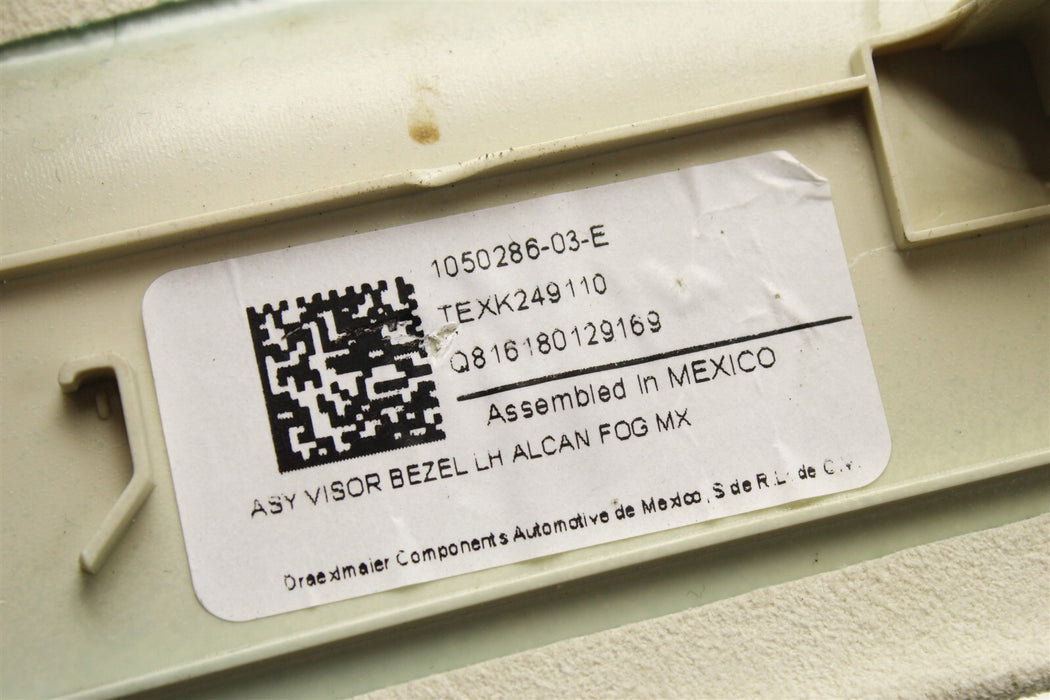 1050286-03-E
TEXK249110
Q816180129169
Assembled In MEXICO
ASY VISOR BEZEL LH ALCAN FOG MX
Draexlmaier Components Automotive de Mexico, S de R.L. de C.V.